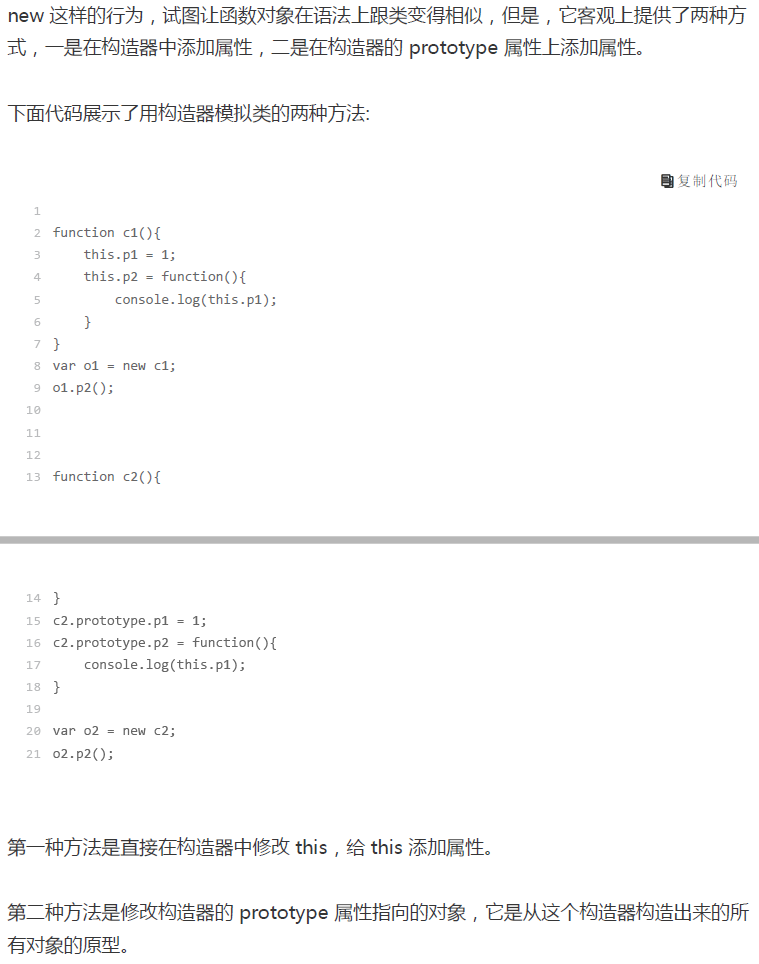 new 这样的行为，试图让函数对象在语法上跟类变得相似，但是，它客观上提供了两种方
式，一是在构造器中添加属性，二是在构造器的 prototype 属性上添加属性。
下面代码展示了用构造器模拟类的两种方法:
复制代码
1
2 function c1(){
3     this.p1 = 1;
4     this.p2 = function(){
5         console.log(this.p1);
6     }
7 }
8 var o1 = new c1;
9 o1.p2();
10
11
12
13 function c2(){
14 }
15 c2.prototype.p1 = 1;
16 c2.prototype.p2 = function(){
17     console.log(this.p1);
18 }
19
20 var o2 = new c2;
21 o2.p2();
第一种方法是直接在构造器中修改 this，给 this 添加属性。
第二种方法是修改构造器的 prototype 属性指向的对象，它是从这个构造器构造出来的所
有对象的原型。